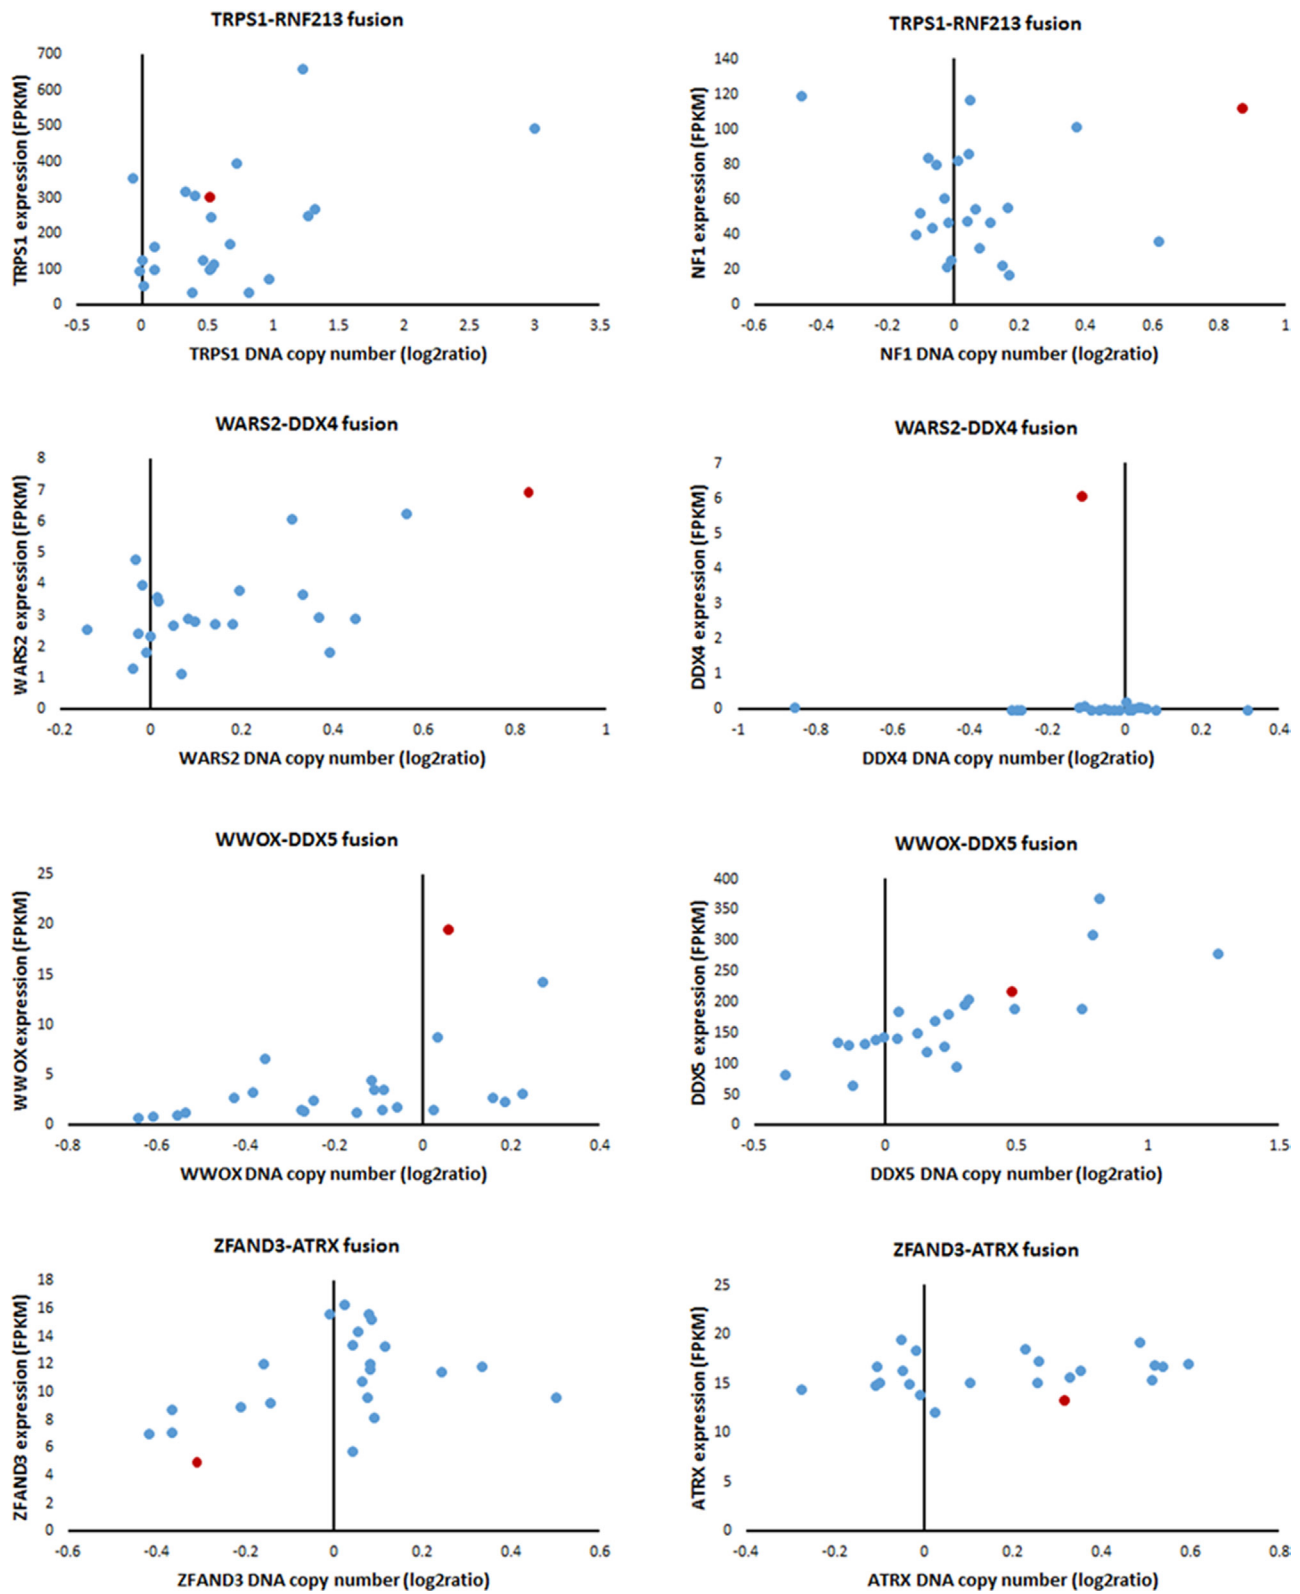 TRPS1-RNF213 fusion
TRPS1 expression (FPKM)
700
600
500
400
300
200
100
0
-0.5 0 0.5 1 1.5 2 2.5 3 3.5
TRPS1 DNA copy number (log2ratio)
TRPS1-RNF213 fusion
NF1 expression (FPKM)
140
120
100
80
60
40
20
0
-0.6 -0.4 -0.2 0 0.2 0.4 0.6 0.8 1
NF1 DNA copy number (log2ratio)
WARS2-DDX4 fusion
WARS2 expression (FPKM)
8
7
6
5
4
3
2
1
0
-0.2 0 0.2 0.4 0.6 0.8 1
WARS2 DNA copy number (log2ratio)
WARS2-DDX4 fusion
DDX4 expression (FPKM)
7
6
5
4
3
2
1
0
-1 -0.8 -0.6 -0.4 -0.2 0 0.2 0.4
DDX4 DNA copy number (log2ratio)
WWOX-DDX5 fusion
WWOX expression (FPKM)
25
20
15
10
5
0
-0.8 -0.6 -0.4 -0.2 0 0.2 0.4
WWOX DNA copy number (log2ratio)
WWOX-DDX5 fusion
DDX5 expression (FPKM)
400
350
300
250
200
150
100
50
0
-0.5 0 0.5 1 1.5
DDX5 DNA copy number (log2ratio)
ZFAND3-ATRX fusion
ZFAND3 expression (FPKM)
18
16
14
12
10
8
6
4
2
0
-0.6 -0.4 -0.2 0 0.2 0.4 0.6
ZFAND3 DNA copy number (log2ratio)
ZFAND3-ATRX fusion
ATRX expression (FPKM)
25
20
15
10
5
0
-0.4 -0.2 0 0.2 0.4 0.6 0.8
ATRX DNA copy number (log2ratio)